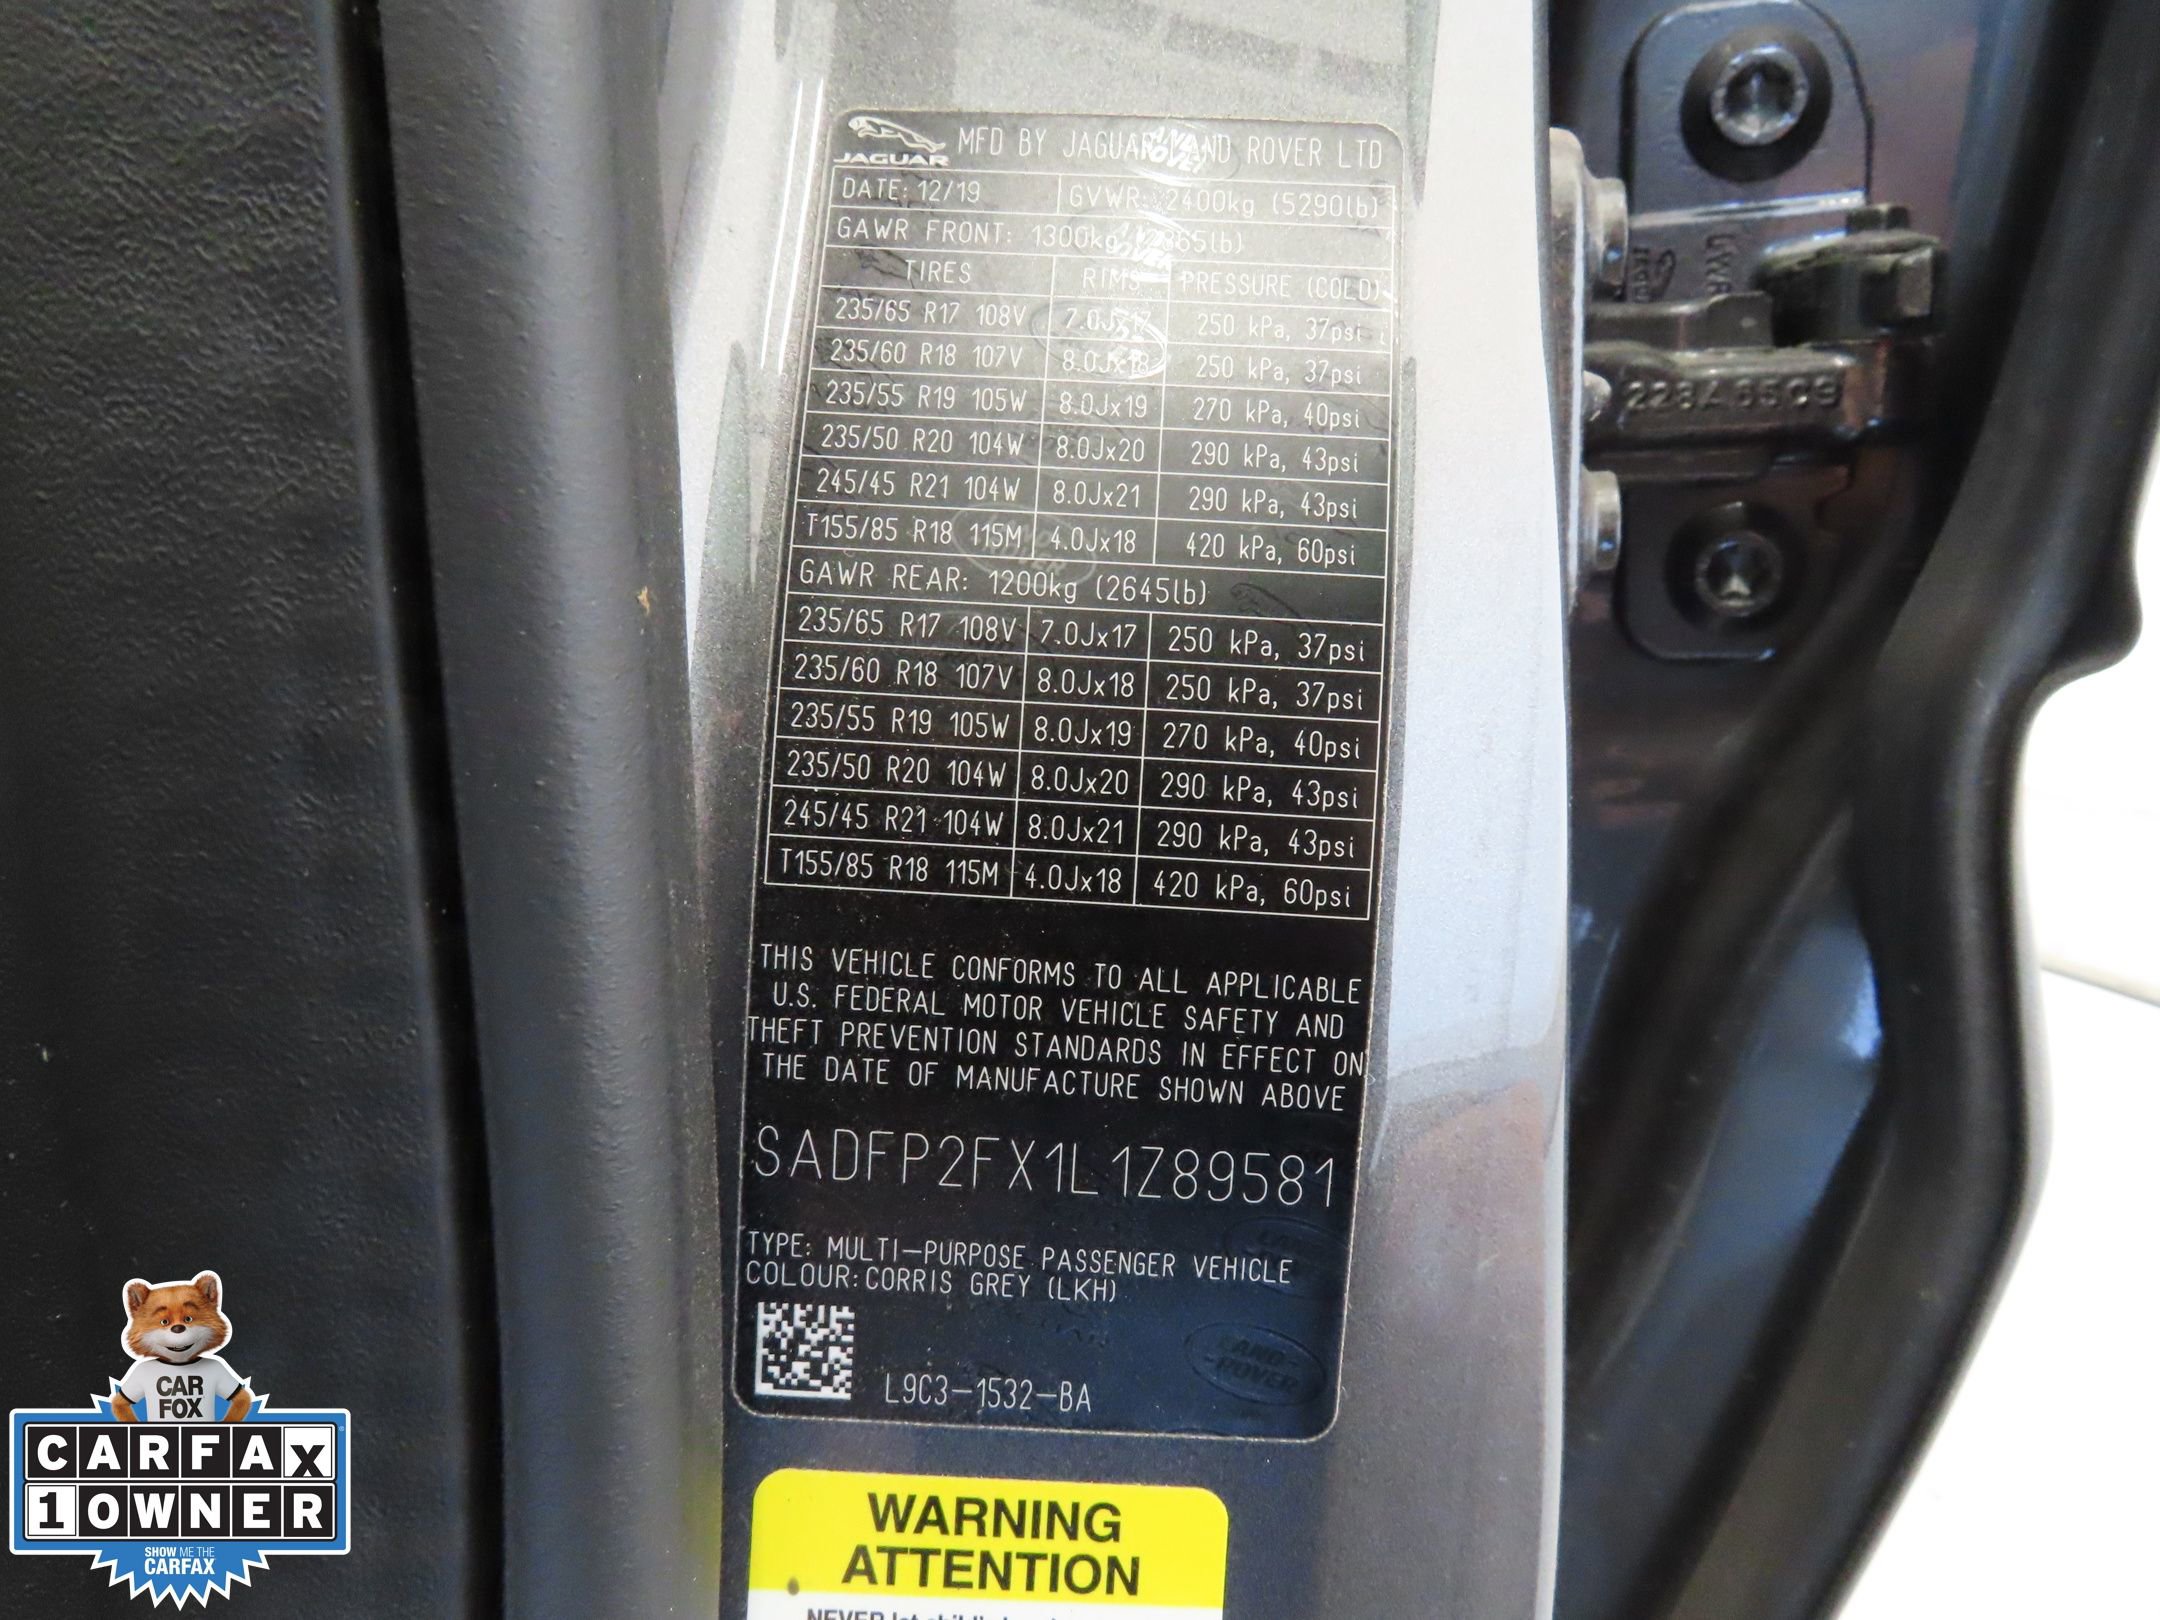 JAGUAR MFD BY JAGUAR LAND ROVER LTD
DATE: 12/19 GVWR: 2400kg (5290lb)
GAWR FRONT: 1300kg (2865lb)
TIRES RIMS PRESSURE (COLD)
235/65 R17 108V 7.0Jx17 250 kPa, 37psi
235/60 R18 107V 8.0Jx18 250 kPa, 37psi
235/55 R19 105W 8.0Jx19 270 kPa, 40psi
235/50 R20 104W 8.0Jx20 290 kPa, 43psi
245/45 R21 104W 8.0Jx21 290 kPa, 43psi
T155/85 R18 115M 4.0Jx18 420 kPa, 60psi
GAWR REAR: 1200kg (2645lb)
235/65 R17 108V 7.0Jx17 250 kPa, 37psi
235/60 R18 107V 8.0Jx18 250 kPa, 37psi
235/55 R19 105W 8.0Jx19 270 kPa, 40psi
235/50 R20 104W 8.0Jx20 290 kPa, 43psi
245/45 R21 104W 8.0Jx21 290 kPa, 43psi
T155/85 R18 115M 4.0Jx18 420 kPa, 60psi
THIS VEHICLE CONFORMS TO ALL APPLICABLE
U.S. FEDERAL MOTOR VEHICLE SAFETY AND
THEFT PREVENTION STANDARDS IN EFFECT ON
THE DATE OF MANUFACTURE SHOWN ABOVE
SADFP2FX1L1Z89581
TYPE: MULTI-PURPOSE PASSENGER VEHICLE
COLOUR: CORRIS GREY (LKH)
L9C3-1532-BA
LAND
ROVER
WARNING
ATTENTION
CAR
FOX
CARFAX
1 OWNER
SHOW ME THE
CARFAX